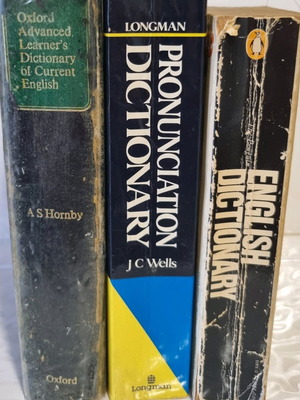 Oxford
Advanced
Learner's
Dictionary
of Current
English
A S Hornby
Oxford
LONGMAN
PRONUNCIATION
DICTIONARY
J C Wells
Longman
ENGLISH
DICTIONARY